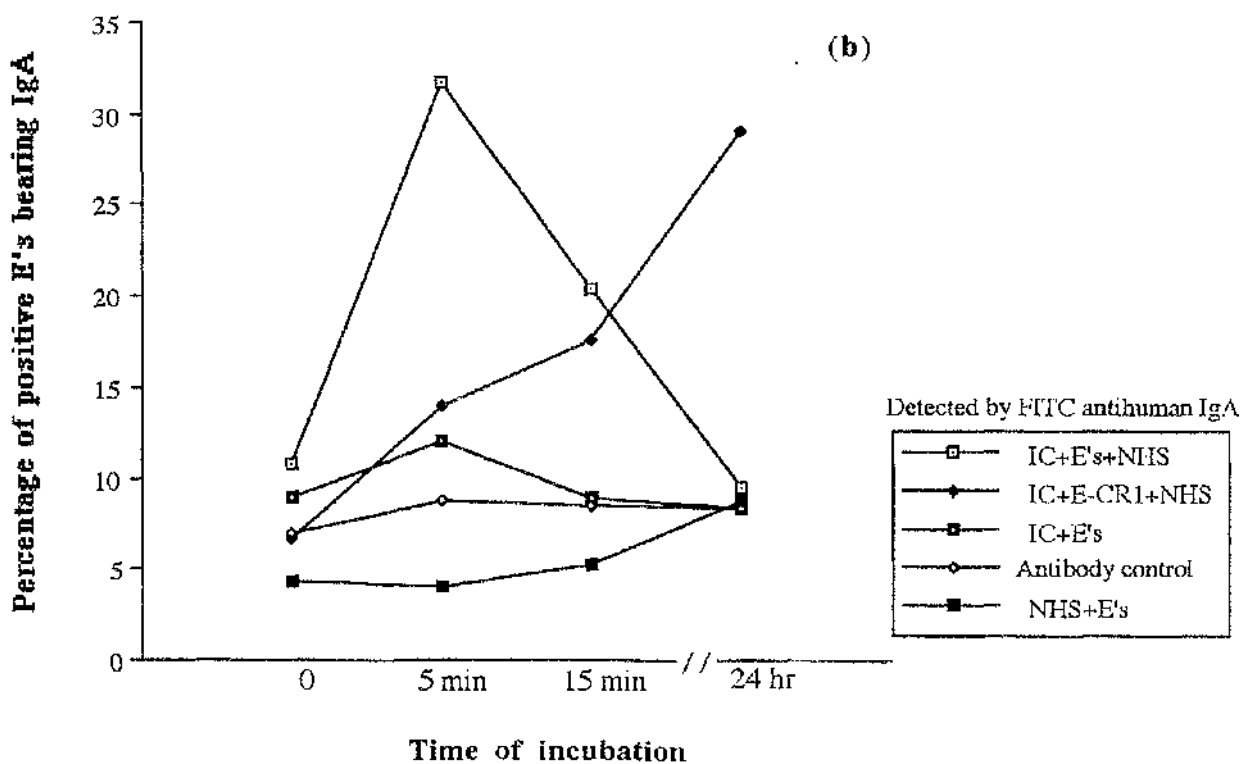 (b)
Percentage of positive E's bearing IgA
35
30
25
20
15
10
5
0
0
5 min
15 min
//
24 hr
Time of incubation
Detected by FITC antihuman IgA
IC+E's+NHS
IC+E-CR1+NHS
IC+E's
Antibody control
NHS+E's